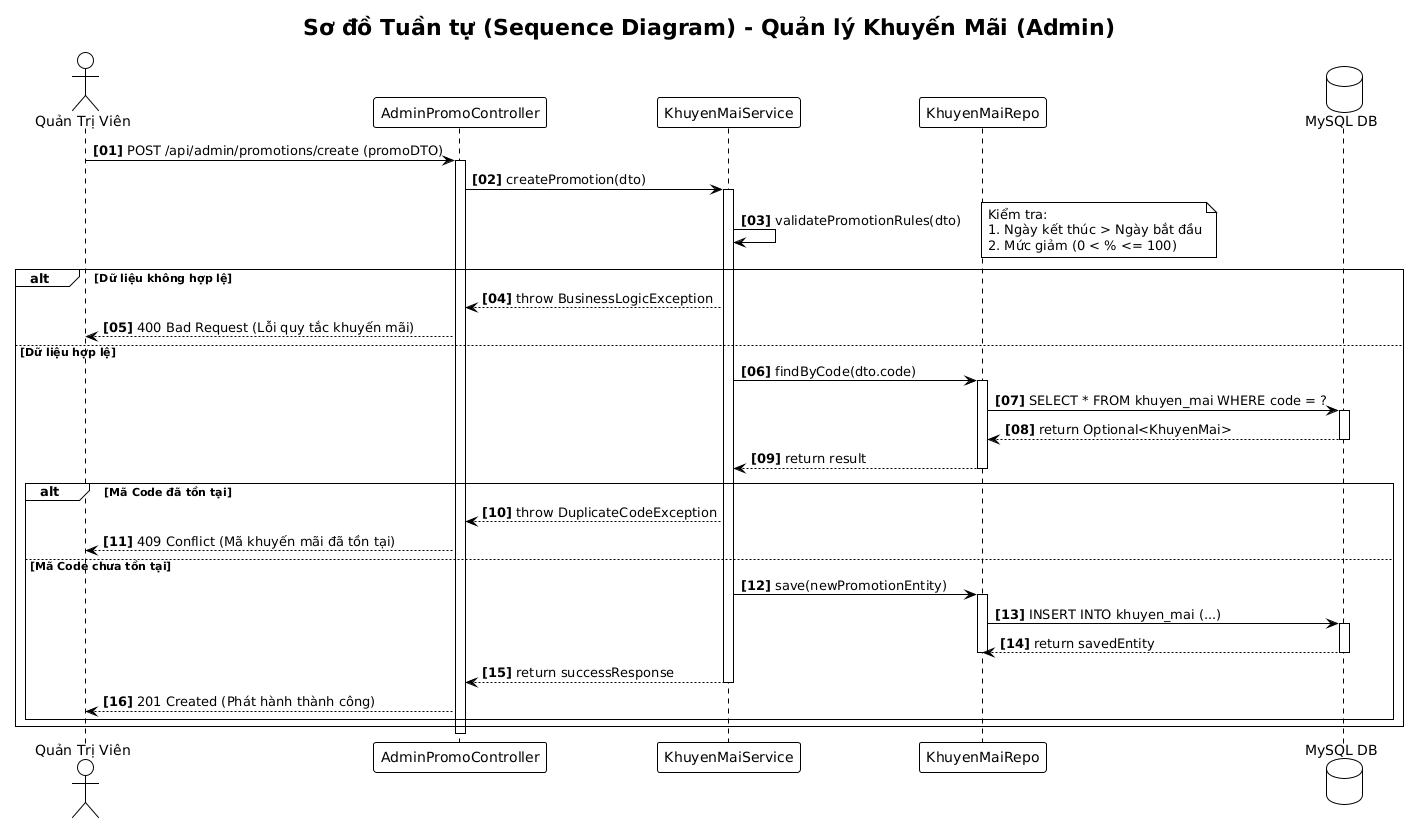 Sơ đồ Tuần tự (Sequence Diagram) - Quản lý Khuyến Mãi (Admin)
Quản Trị Viên
AdminPromoController
KhuyenMaiService
KhuyenMaiRepo
MySQL DB
[01] POST /api/admin/promotions/create (promoDTO)
[02] createPromotion(dto)
[03] validatePromotionRules(dto)
Kiểm tra:
1. Ngày kết thúc > Ngày bắt đầu
2. Mức giảm (0 < % <= 100)
alt [Dữ liệu không hợp lệ]
[04] throw BusinessLogicException
[05] 400 Bad Request (Lỗi quy tắc khuyến mãi)
[Dữ liệu hợp lệ]
[06] findByCode(dto.code)
[07] SELECT * FROM khuyen_mai WHERE code = ?
[08] return Optional<KhuyenMai>
[09] return result
alt [Mã Code đã tồn tại]
[10] throw DuplicateCodeException
[11] 409 Conflict (Mã khuyến mãi đã tồn tại)
[Mã Code chưa tồn tại]
[12] save(newPromotionEntity)
[13] INSERT INTO khuyen_mai (...)
[14] return savedEntity
[15] return successResponse
[16] 201 Created (Phát hành thành công)
Quản Trị Viên
AdminPromoController
KhuyenMaiService
KhuyenMaiRepo
MySQL DB